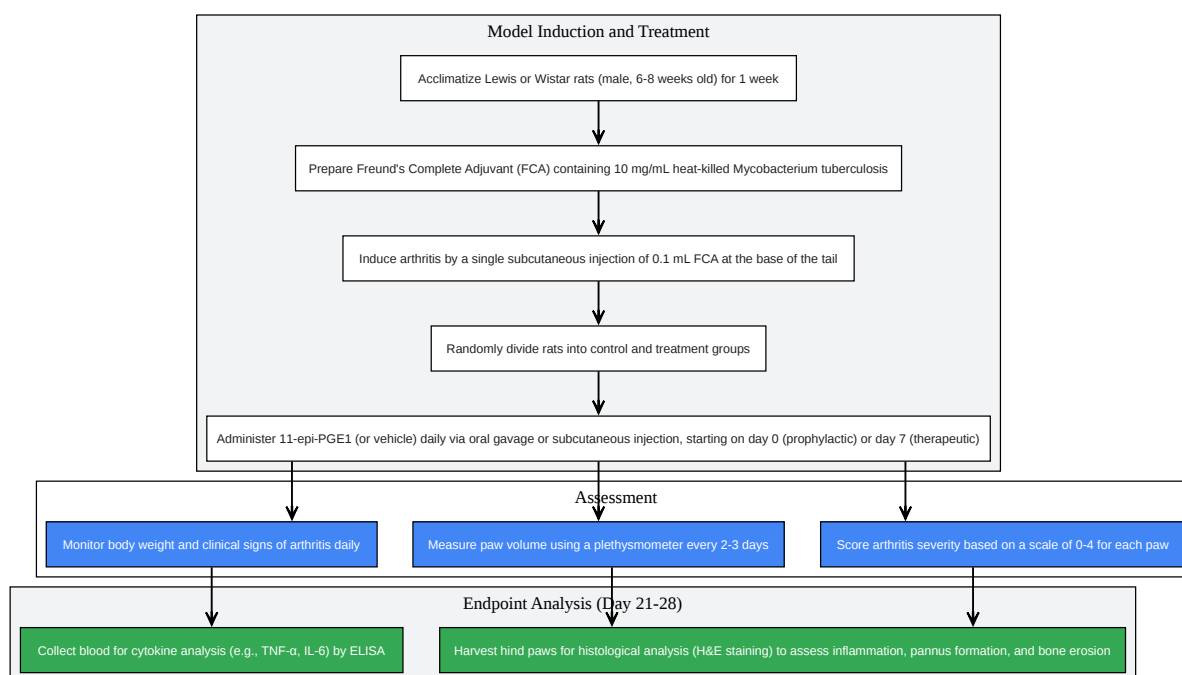 Model Induction and Treatment
Acclimatize Lewis or Wistar rats (male, 6-8 weeks old) for 1 week
Prepare Freund's Complete Adjuvant (FCA) containing 10 mg/mL heat-killed Mycobacterium tuberculosis
Induce arthritis by a single subcutaneous injection of 0.1 mL FCA at the base of the tail
Randomly divide rats into control and treatment groups
Administer 11-epi-PGE1 (or vehicle) daily via oral gavage or subcutaneous injection, starting on day 0 (prophylactic) or day 7 (therapeutic)
Assessment
Monitor body weight and clinical signs of arthritis daily
Measure paw volume using a plethysmometer every 2-3 days
Score arthritis severity based on a scale of 0-4 for each paw
Endpoint Analysis (Day 21-28)
Collect blood for cytokine analysis (e.g., TNF-α, IL-6) by ELISA
Harvest hind paws for histological analysis (H&E staining) to assess inflammation, pannus formation, and bone erosion